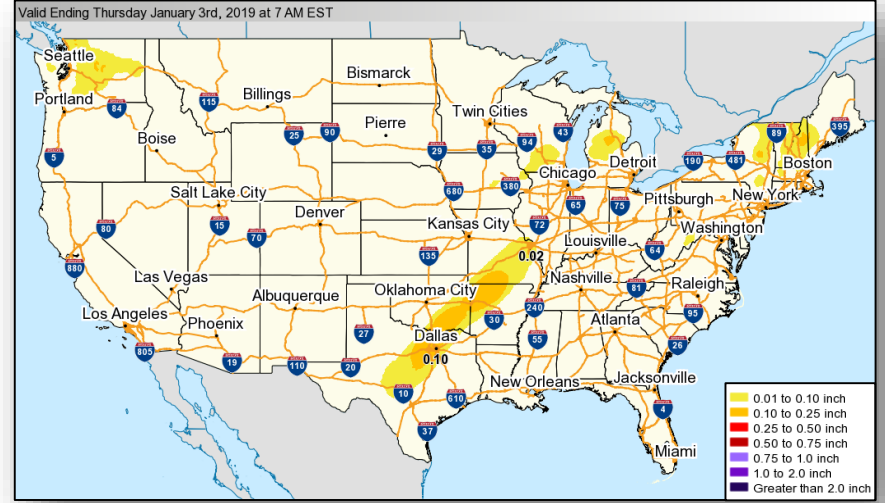 Valid Ending Thursday January 3rd, 2019 at 7 AM EST
Seattle
Portland
84
115
Billings
Bismarck
Boise
25
90
Pierre
Twin Cities
94
43
89
395
5
29
35
190
481
Boston
Salt Lake City
680
380
Chicago
Detroit
80
15
70
Denver
Kansas City
72
65
75
Pittsburgh
New York
Washington
880
135
Louisville
64
0.02
Las Vegas
Albuquerque
Oklahoma City
Nashville
81
Raleigh
Los Angeles
Phoenix
27
30
240
95
Dallas
0.10
55
Atlanta
26
805
19
110
20
10
610
New Orleans
Jacksonville
37
4
Miami
0.01 to 0.10 inch
0.10 to 0.25 inch
0.25 to 0.50 inch
0.50 to 0.75 inch
0.75 to 1.0 inch
1.0 to 2.0 inch
Greater than 2.0 inch